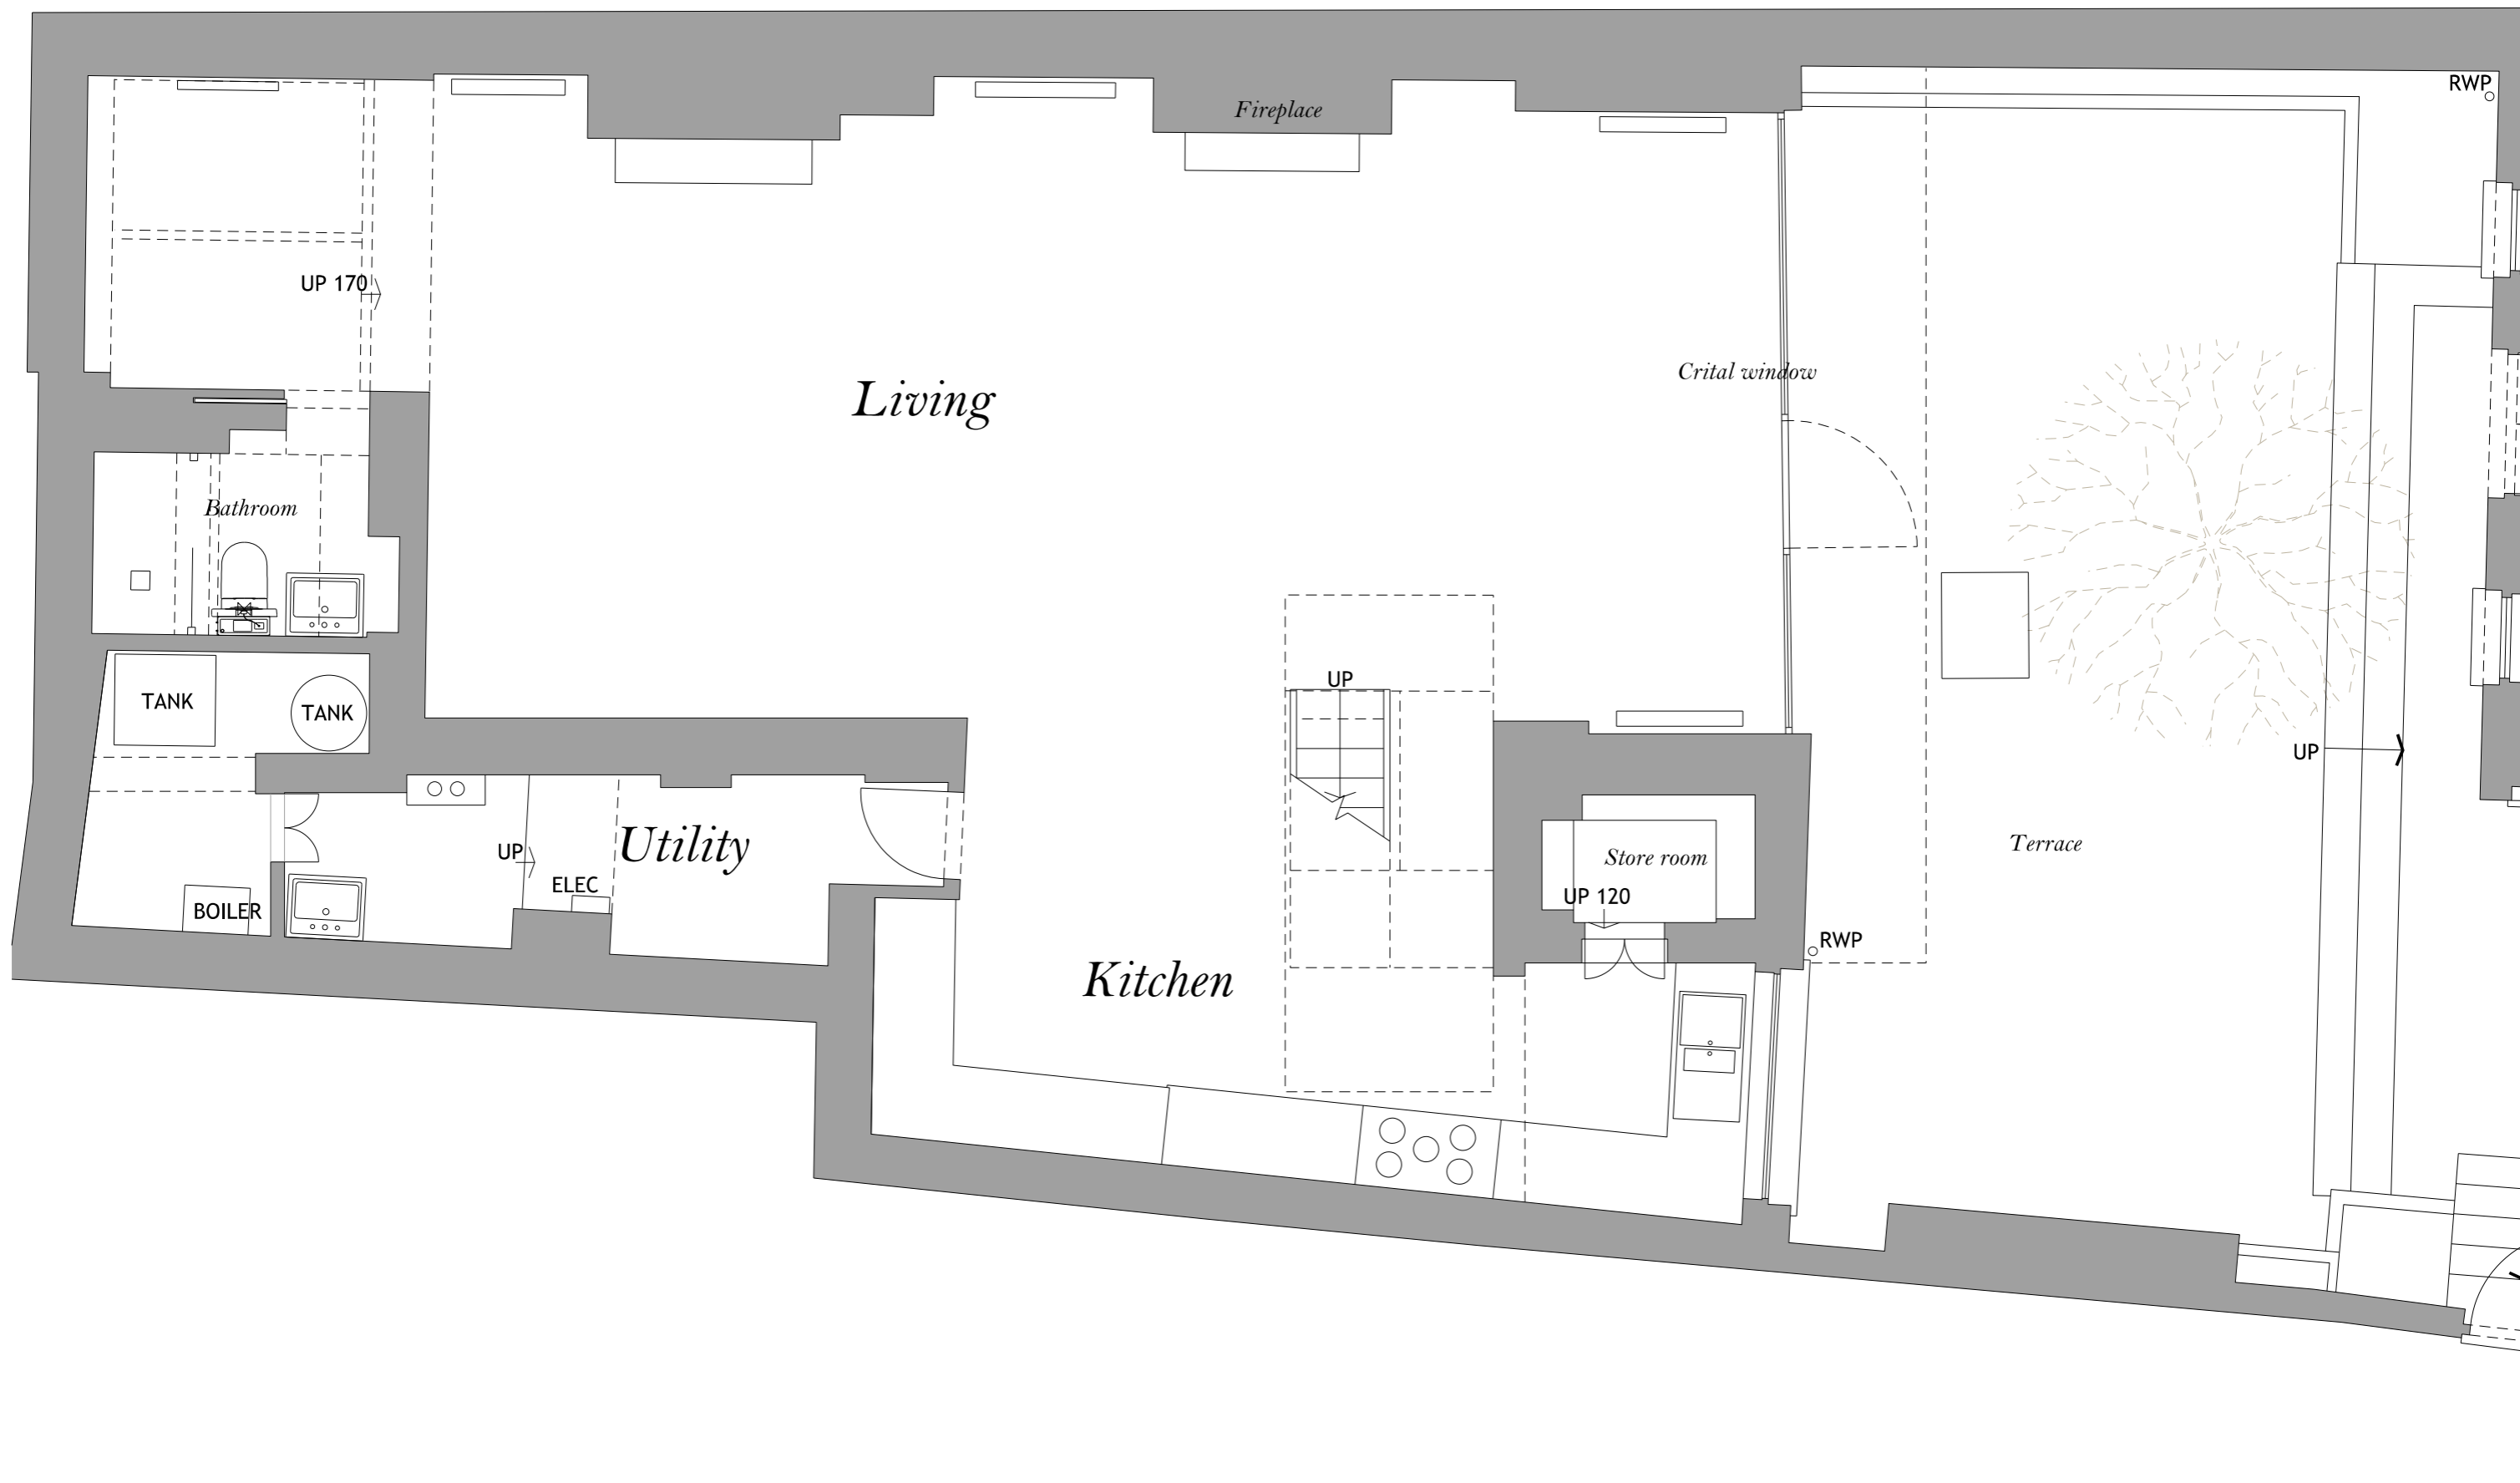 RWP
Fireplace
UP 170
Crital window
Living
Bathroom
UP
TANK
TANK
UP
Utility
UP
Terrace
Store room
ELEC
UP 120
BOILER
RWP
Kitchen